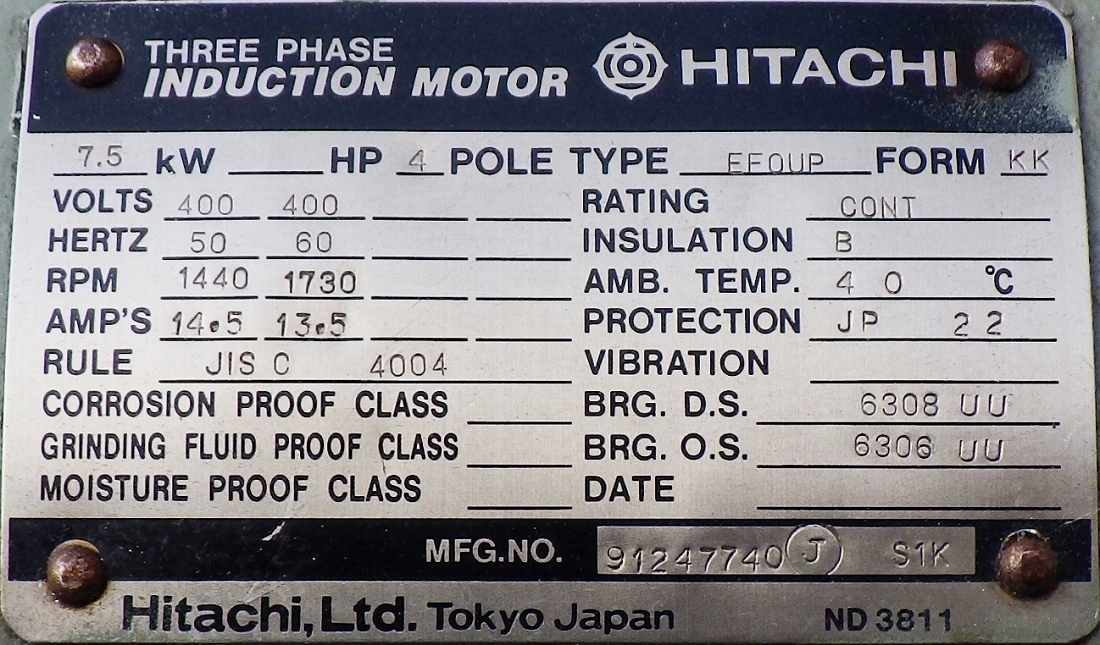 THREE PHASE
INDUCTION MOTOR HITACHI
7.5 kW HP 4 POLE TYPE EFOUP FORM KK
VOLTS 400 400 RATING CONT
HERTZ 50 60 INSULATION B
RPM 1440 1730 AMB. TEMP. 4 0 °C
AMP'S 14.5 13.5 PROTECTION JP 22
RULE JIS C 4004 VIBRATION
CORROSION PROOF CLASS BRG. D.S. 6308 UU
GRINDING FLUID PROOF CLASS BRG. O.S. 6306 UU
MOISTURE PROOF CLASS DATE
MFG.NO. 91247740 J S1K
Hitachi, Ltd. Tokyo Japan ND 3811